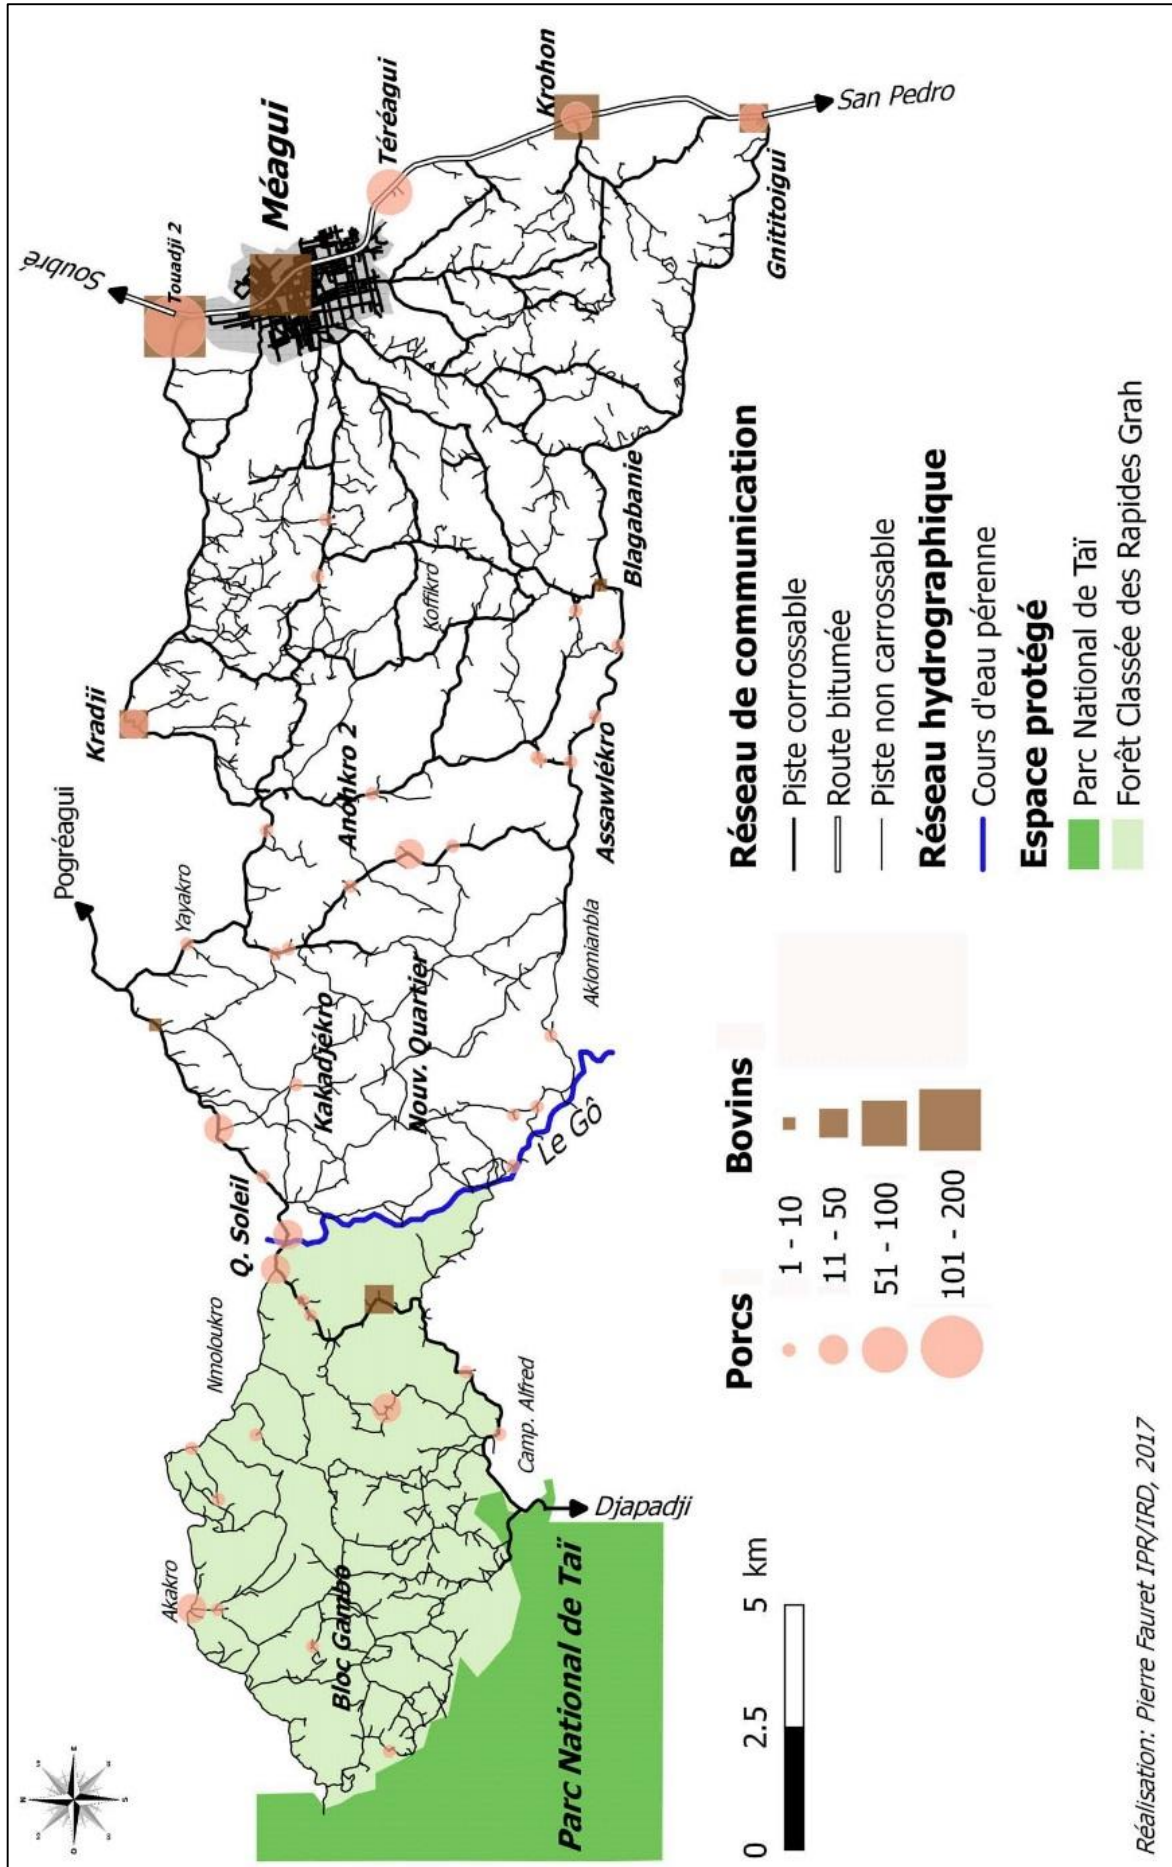 Soubré
Touadji 2
Méagui
Téréagui
Krohon
San Pedro
Gnititoigui
Kradji
Pogréagui
Yayakro
Anonkro 2
Koffikro
Blagabanie
Assawlékro
Aklomianbla
Kakadjékro
Nouv. Quartier
Q. Soleil
Le Gô
Nmoloukro
Akakro
Bloc Gambo
Camp. Alfred
Djapadji
Parc National de Taï
N
E
S
O
0 2.5 5 km
Porcs Bovins
1 - 10
11 - 50
51 - 100
101 - 200
Réseau de communication
Piste corrossable
Route bitumée
Piste non carrossable
Réseau hydrographique
Cours d'eau pérenne
Espace protégé
Parc National de Taï
Forêt Classée des Rapides Grah
Réalisation: Pierre Fauret IPR/IRD, 2017